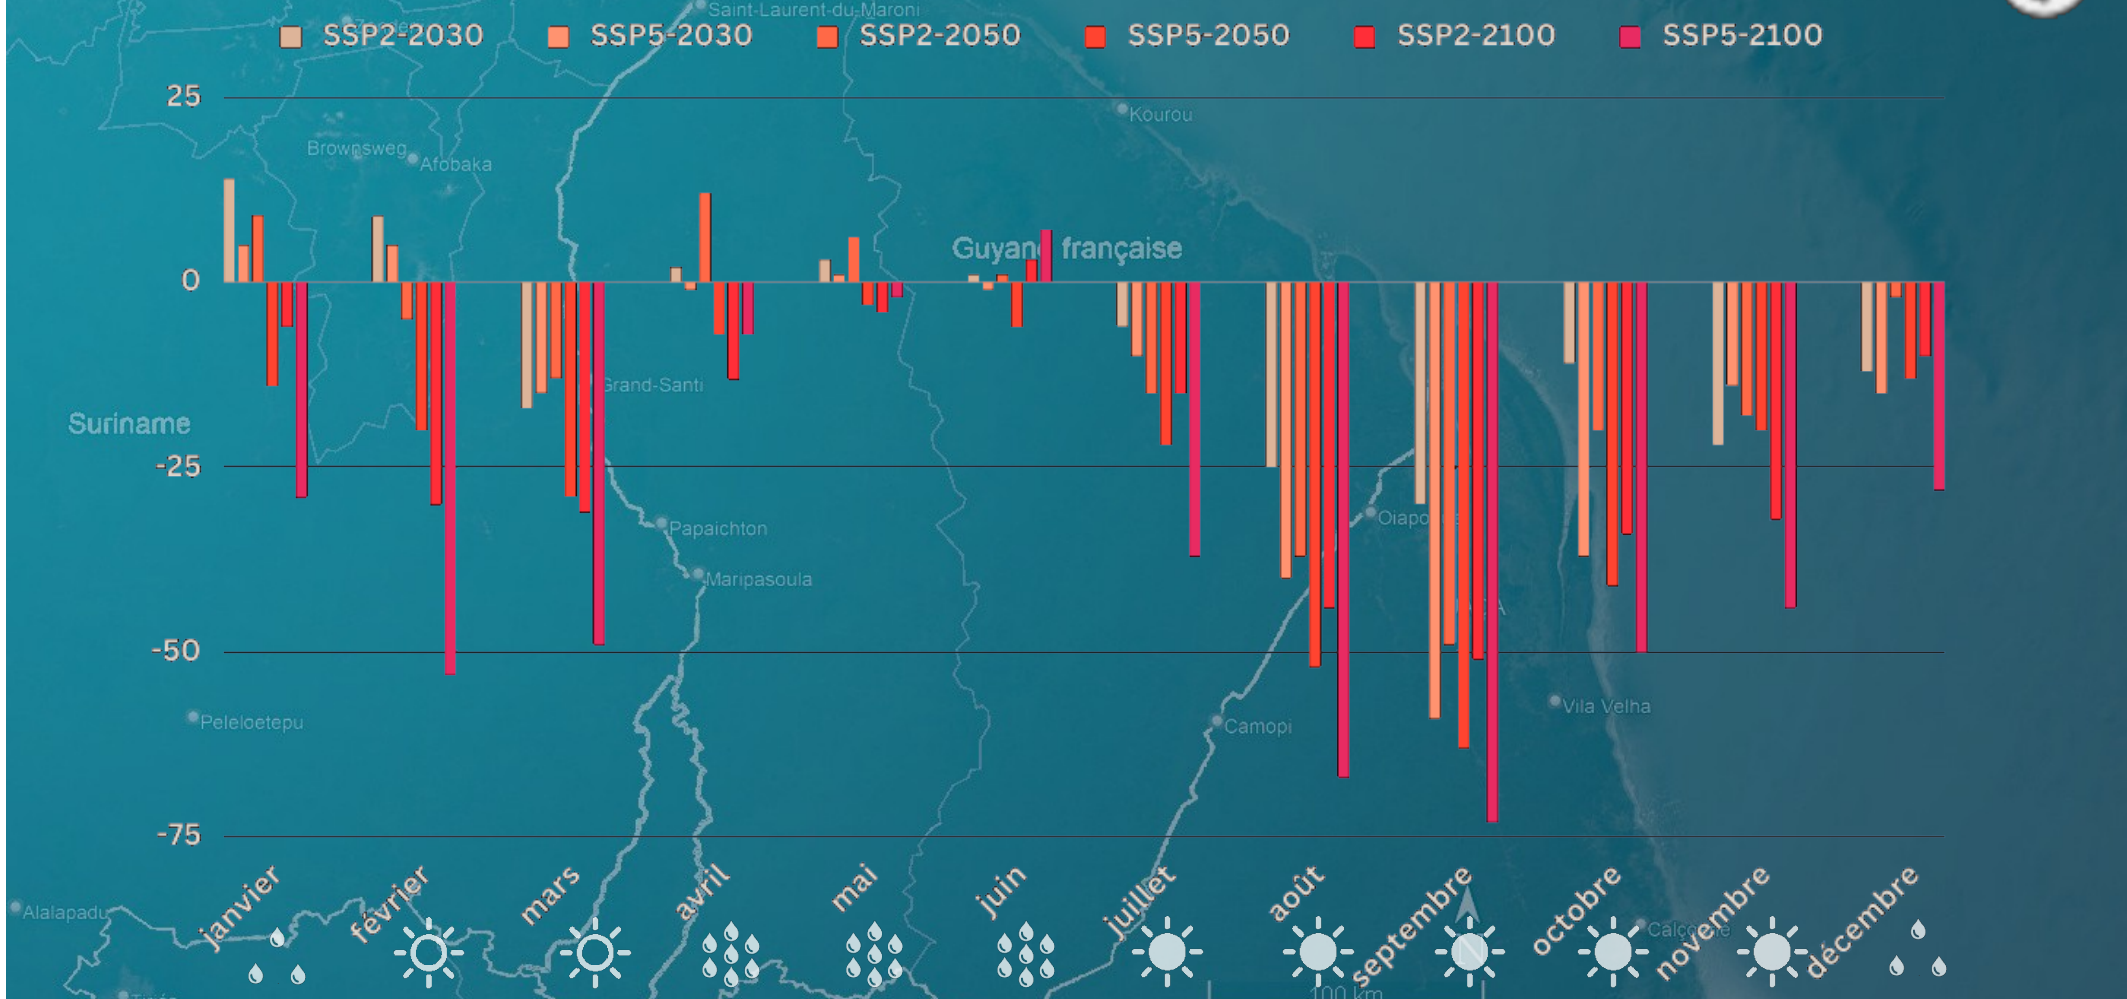 Saint-Laurent-du-Maroni
SSP2-2030 SSP5-2030 SSP2-2050 SSP5-2050 SSP2-2100 SSP5-2100
25
Kourou
Brownsweg
Afobaka
Guyane française
0
Grand-Santi
Suriname
-25
Papaichton
Oiapoque
Maripasoula
-50
Vila Velha
Peleloetepu
Camopi
-75
janvier février mars avril mai juin juillet août septembre octobre novembre décembre
Alalapadu
Calçoene
100 km